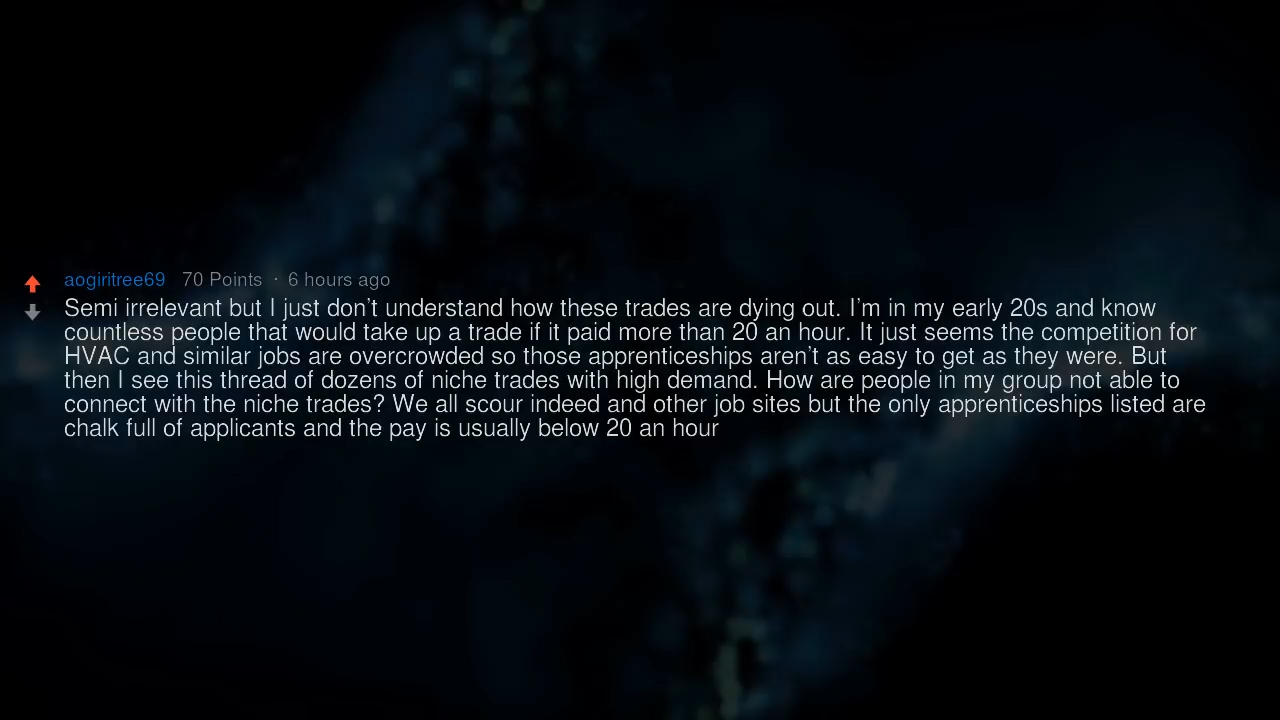 aogiritree69 70 Points · 6 hours ago
Semi irrelevant but I just don’t understand how these trades are dying out. I’m in my early 20s and know
countless people that would take up a trade if it paid more than 20 an hour. It just seems the competition for
HVAC and similar jobs are overcrowded so those apprenticeships aren’t as easy to get as they were. But
then I see this thread of dozens of niche trades with high demand. How are people in my group not able to
connect with the niche trades? We all scour indeed and other job sites but the only apprenticeships listed are
chalk full of applicants and the pay is usually below 20 an hour